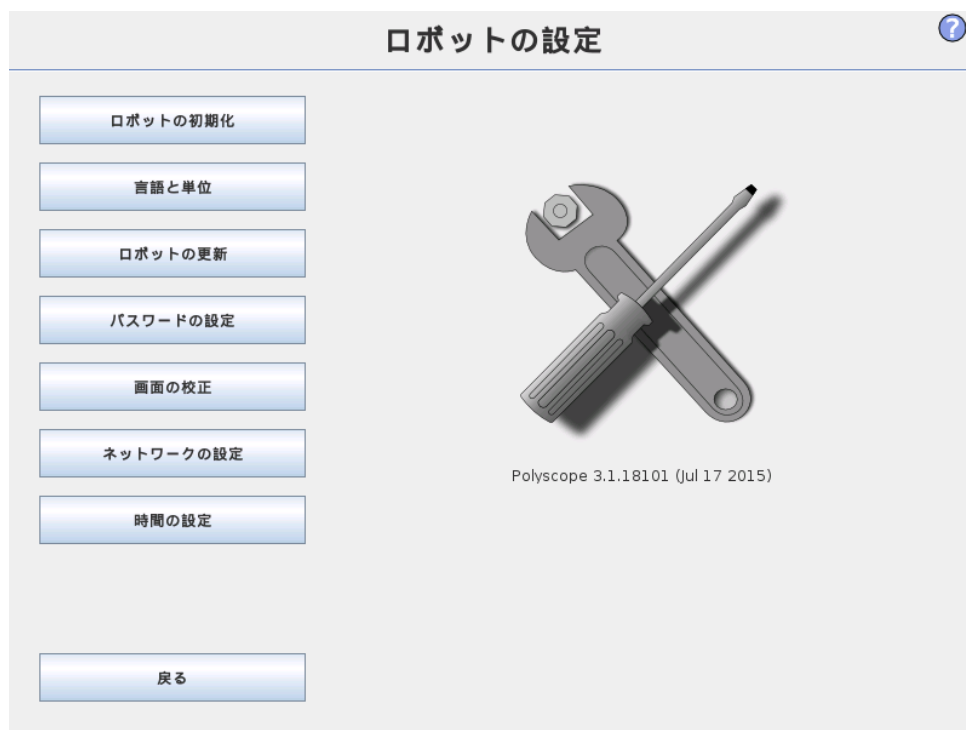 ロボットの設定
?
ロボットの初期化
言語と単位
ロボットの更新
パスワードの設定
画面の校正
ネットワークの設定
時間の設定
Polyscope 3.1.18101 (Jul 17 2015)
戻る